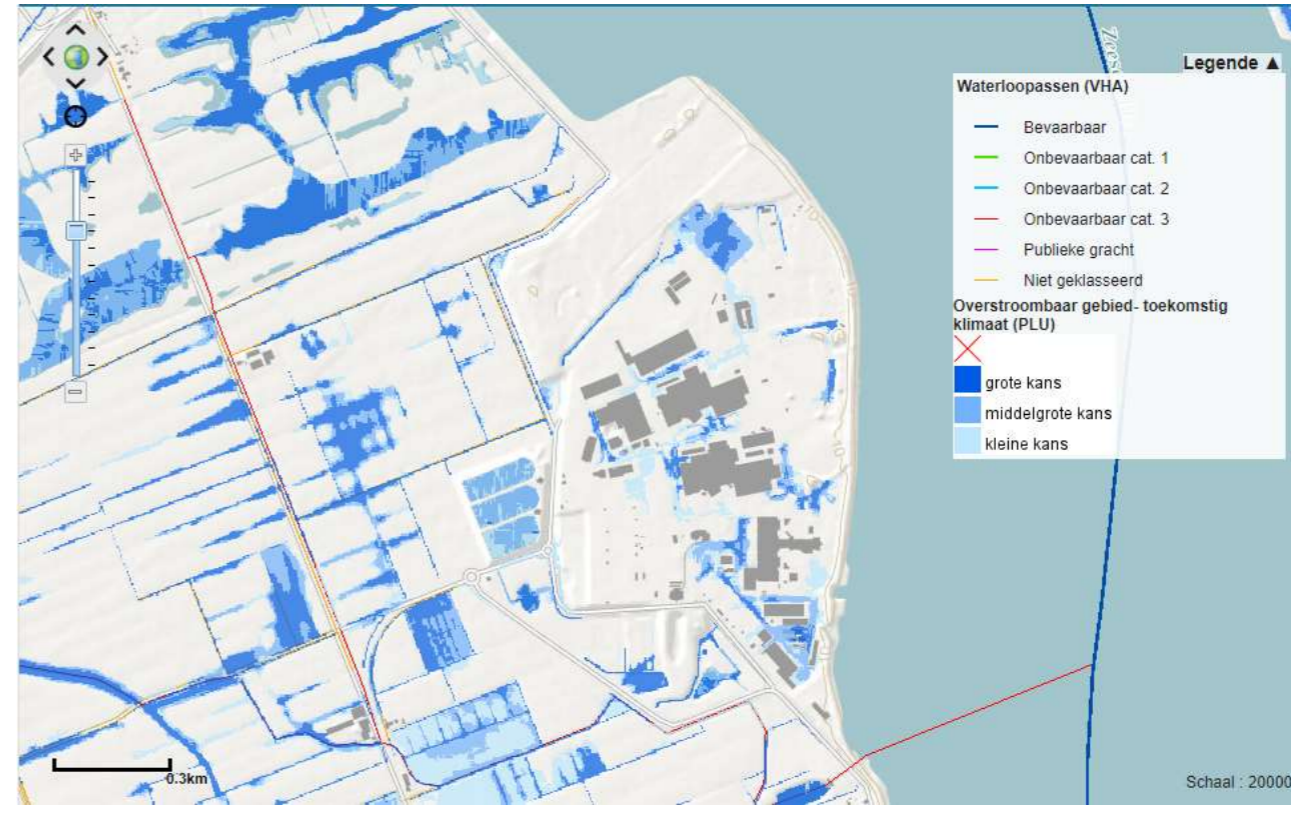 Legende ▲
Waterloopassen (VHA)
Bevaarbaar
Onbevaarbaar cat. 1
Onbevaarbaar cat. 2
Onbevaarbaar cat. 3
Publieke gracht
Niet geklasseerd
Overstroombaar gebied- toekomstig
klimaat (PLU)
grote kans
middelgrote kans
kleine kans
0.3km
Schaal : 20000